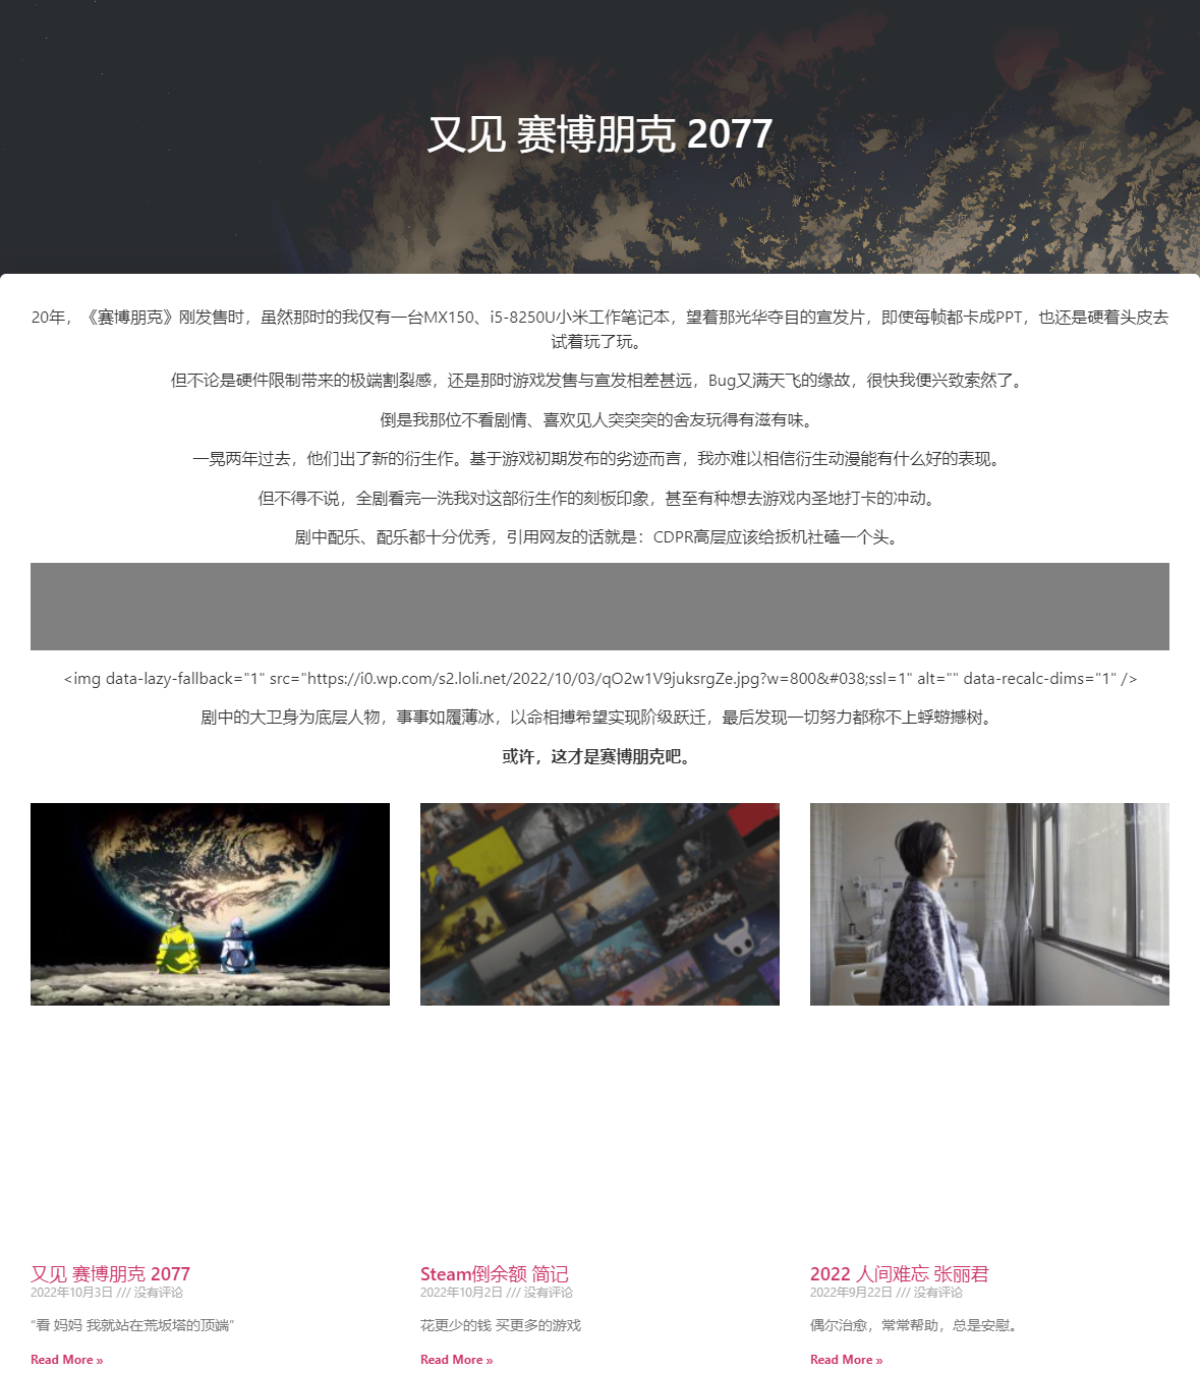 又见 赛博朋克 2077
20年，《赛博朋克》刚发售时，虽然那时的我仅有一台MX150、i5-8250U小米工作笔记本，望着那光华夺目的宣发片，即使每帧都卡成PPT，也还是硬着头皮去
试着玩了玩。
但不论是硬件限制带来的极端割裂感，还是那时游戏发售与宣发相差甚远，Bug又满天飞的缘故，很快我便兴致索然了。
倒是我那位不看剧情、喜欢见人突突突的舍友玩得有滋有味。
一晃两年过去，他们出了新的衍生作。基于游戏初期发布的劣迹而言，我亦难以相信衍生动漫能有什么好的表现。
但不得不说，全剧看完一洗我对这部衍生作的刻板印象，甚至有种想去游戏内圣地打卡的冲动。
剧中配乐、配乐都十分优秀，引用网友的话就是：CDPR高层应该给扳机社磕一个头。
<img data-lazy-fallback="1" src="https://i0.wp.com/s2.loli.net/2022/10/03/qO2w1V9juksrgZe.jpg?w=800&#038;ssl=1" alt="" data-recalc-dims="1" />
剧中的大卫身为底层人物，事事如履薄冰，以命相搏希望实现阶级跃迁，最后发现一切努力都称不上蜉蝣撼树。
或许，这才是赛博朋克吧。
又见 赛博朋克 2077
2022年10月3日 /// 没有评论
“看 妈妈 我就站在荒坂塔的顶端”
Read More »
Steam倒余额 简记
2022年10月2日 /// 没有评论
花更少的钱 买更多的游戏
Read More »
2022 人间难忘 张丽君
2022年9月22日 /// 没有评论
偶尔治愈，常常帮助，总是安慰。
Read More »